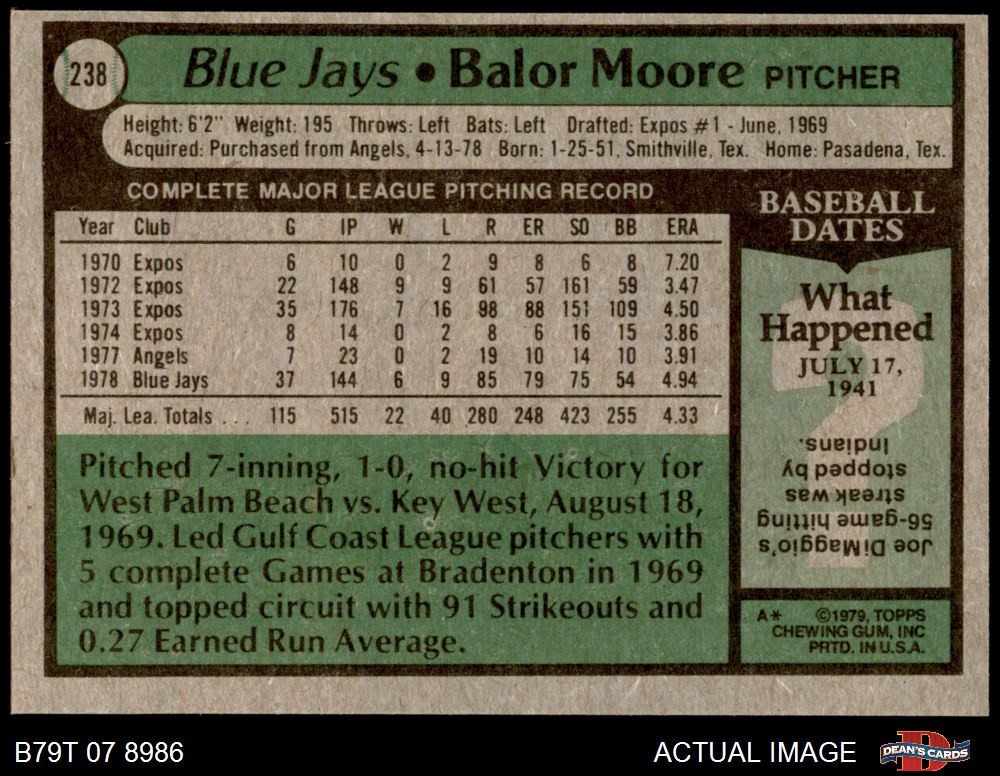 238
Blue Jays • Balor Moore PITCHER
Height: 6'2" Weight: 195 Throws: Left Bats: Left Drafted: Expos #1 - June, 1969
Acquired: Purchased from Angels, 4-13-78 Born: 1-25-51, Smithville, Tex. Home: Pasadena, Tex.
COMPLETE MAJOR LEAGUE PITCHING RECORD
Year Club G IP W L R ER SO BB ERA
1970 Expos 6 10 0 2 9 8 6 8 7.20
1972 Expos 22 148 9 9 61 57 161 59 3.47
1973 Expos 35 176 7 16 98 88 151 109 4.50
1974 Expos 8 14 0 2 8 6 16 15 3.86
1977 Angels 7 23 0 2 19 10 14 10 3.91
1978 Blue Jays 37 144 6 9 85 79 75 54 4.94
Maj. Lea. Totals . . . 115 515 22 40 280 248 423 255 4.33
Pitched 7-inning, 1-0, no-hit Victory for
West Palm Beach vs. Key West, August 18,
1969. Led Gulf Coast League pitchers with
5 complete Games at Bradenton in 1969
and topped circuit with 91 Strikeouts and
0.27 Earned Run Average.
BASEBALL
DATES
What
Happened
JULY 17,
1941
Joe DiMaggio's
56-game hitting
streak was
stopped by
Indians.
A* ©1979, TOPPS
CHEWING GUM, INC
PRTD. IN U.S.A.
B79T 07 8986
ACTUAL IMAGE
DEAN'S CARDS